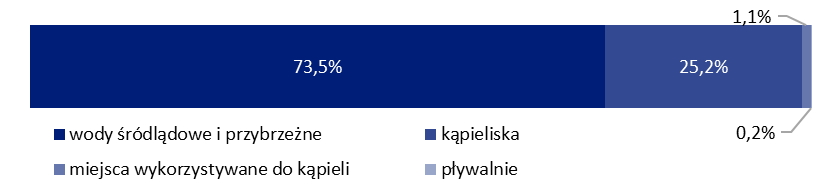 1,1%
73,5% 25,2%
wody śródlądowe i przybrzeżne kąpieliska 0,2%
miejsca wykorzystywane do kąpieli pływalnie